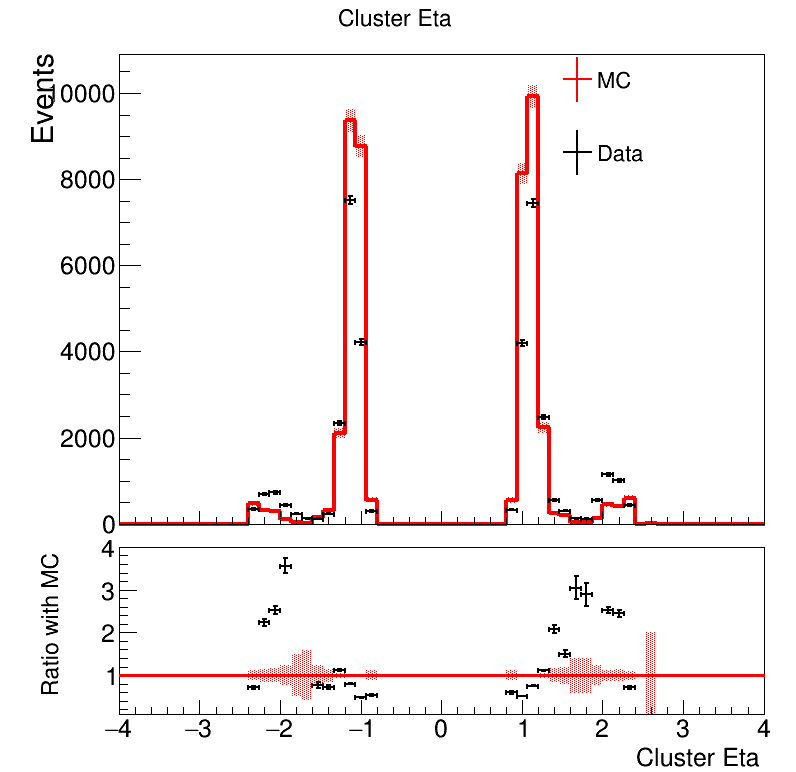 Cluster Eta
Events
10000
8000
6000
4000
2000
0
MC
Data
Ratio with MC
4
3
2
1
−4 −3 −2 −1 0 1 2 3 4
Cluster Eta